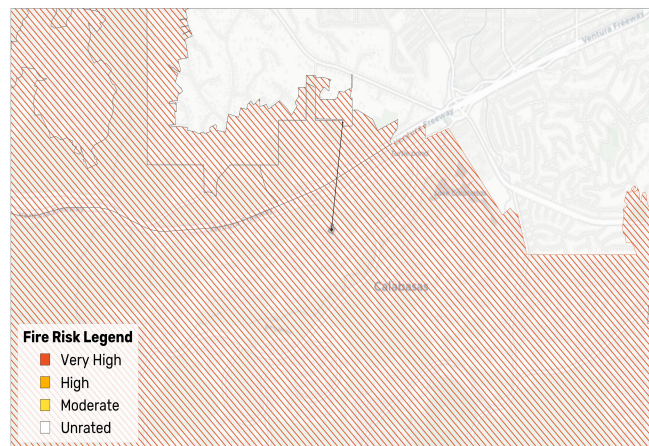 Ventura Freeway
Ventura Freeway
Calabasas
Fire Risk Legend
Very High
High
Moderate
Unrated